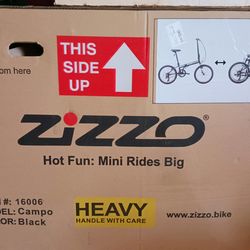 THIS
SIDE
UP
om here
ZiZZO®
Hot Fun: Mini Rides Big
#: 16006
EL: Campo
OR: Black
HEAVY
HANDLE WITH CARE
www.zizzo.bike